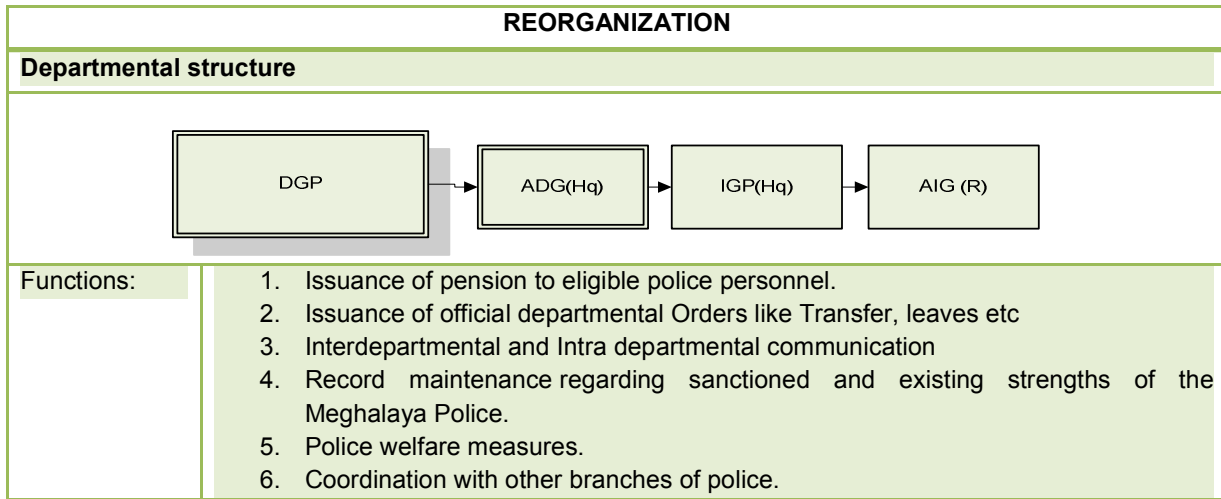 REORGANIZATION
Departmental structure
DGP
ADG(Hq)
IGP(Hq)
AIG (R)
Functions:
1. Issuance of pension to eligible police personnel.
2. Issuance of official departmental Orders like Transfer, leaves etc
3. Interdepartmental and Intra departmental communication
4. Record maintenance regarding sanctioned and existing strengths of the
Meghalaya Police.
5. Police welfare measures.
6. Coordination with other branches of police.